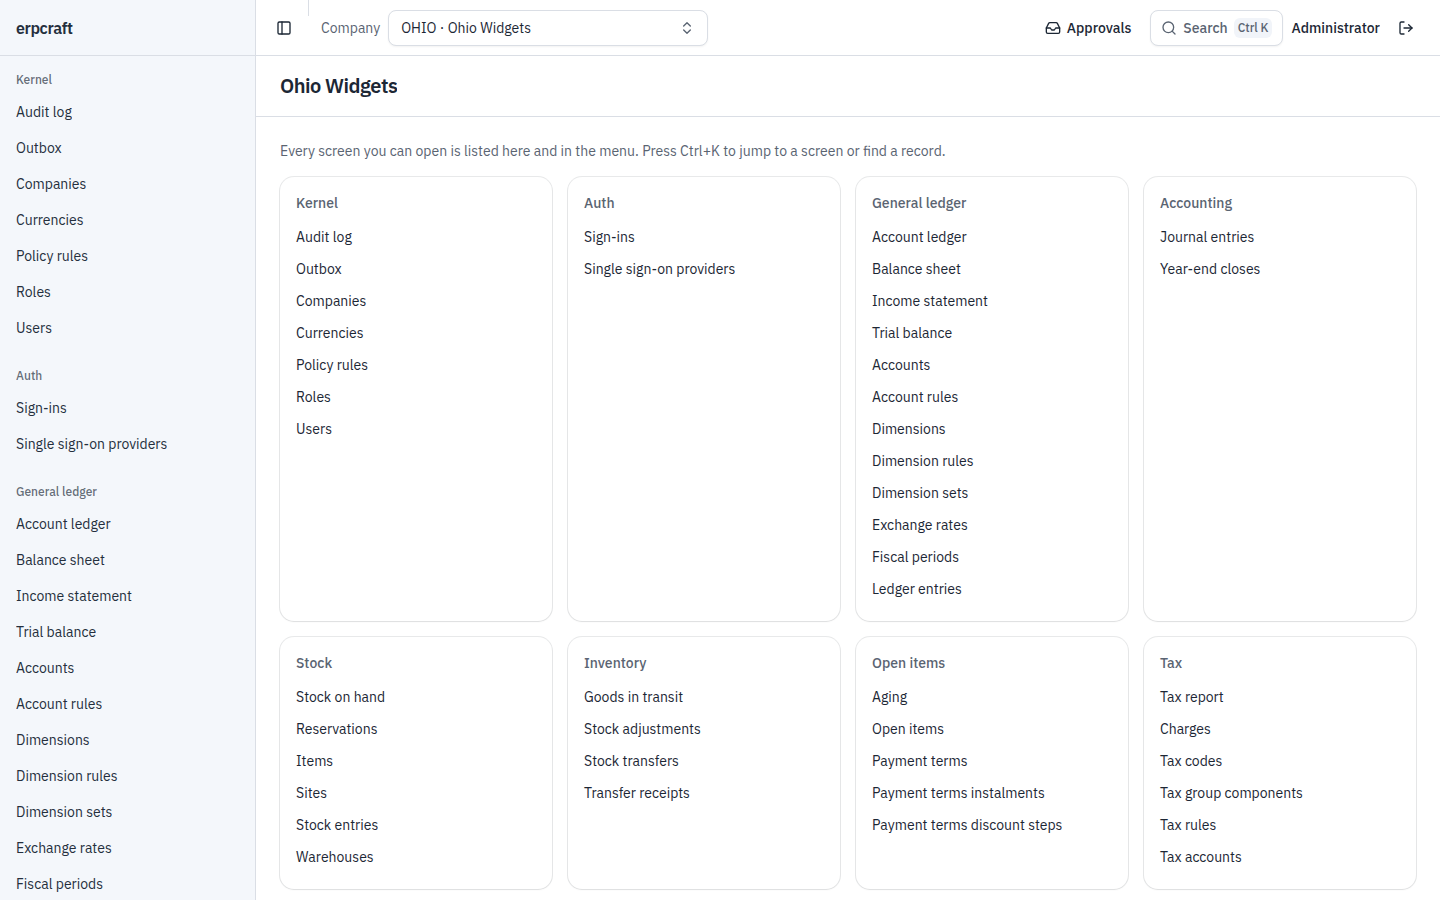 erpcraft
Kernel
Audit log
Outbox
Companies
Currencies
Policy rules
Roles
Users
Auth
Sign-ins
Single sign-on providers
General ledger
Account ledger
Balance sheet
Income statement
Trial balance
Accounts
Account rules
Dimensions
Dimension rules
Dimension sets
Exchange rates
Fiscal periods
Company
OHIO · Ohio Widgets
Approvals
Search Ctrl K
Administrator
Ohio Widgets
Every screen you can open is listed here and in the menu. Press Ctrl+K to jump to a screen or find a record.
Kernel
Audit log
Outbox
Companies
Currencies
Policy rules
Roles
Users
Auth
Sign-ins
Single sign-on providers
General ledger
Account ledger
Balance sheet
Income statement
Trial balance
Accounts
Account rules
Dimensions
Dimension rules
Dimension sets
Exchange rates
Fiscal periods
Ledger entries
Accounting
Journal entries
Year-end closes
Stock
Stock on hand
Reservations
Items
Sites
Stock entries
Warehouses
Inventory
Goods in transit
Stock adjustments
Stock transfers
Transfer receipts
Open items
Aging
Open items
Payment terms
Payment terms instalments
Payment terms discount steps
Tax
Tax report
Charges
Tax codes
Tax group components
Tax rules
Tax accounts